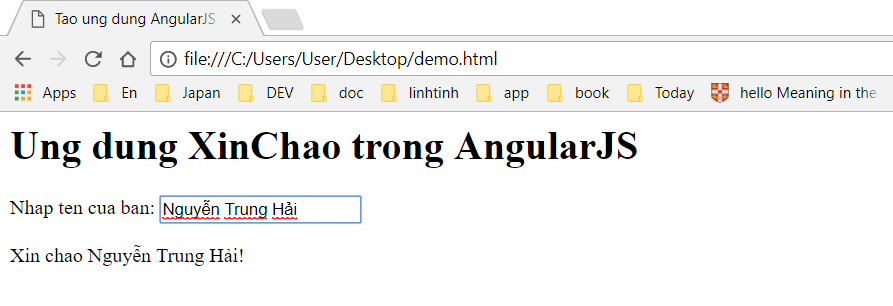 Tao ung dung AngularJS
file:///C:/Users/User/Desktop/demo.html
Apps En Japan DEV doc linhtinh app book Today hello Meaning in the
Ung dung XinChao trong AngularJS
Nhap ten cua ban: Nguyễn Trung Hải
Xin chao Nguyễn Trung Hải!